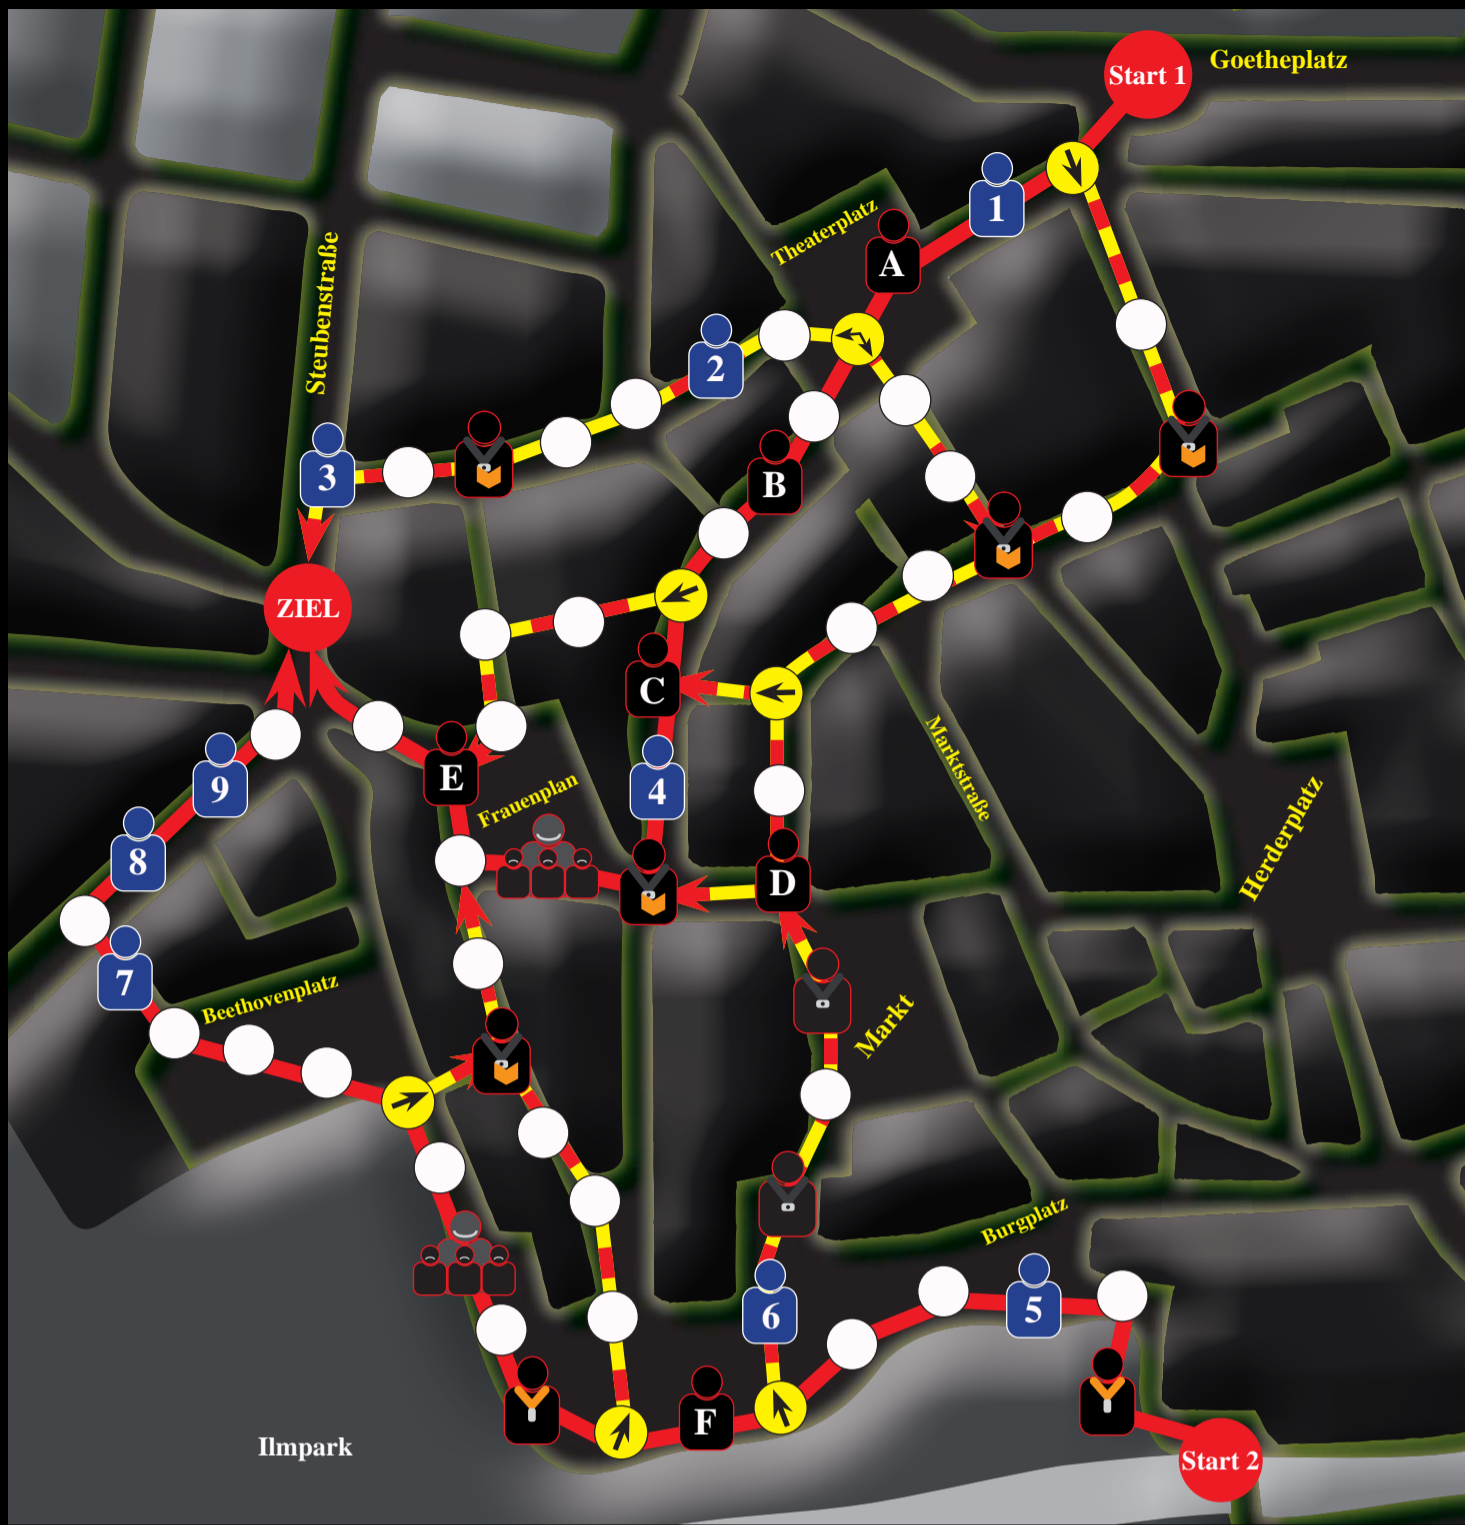 Start 1
Goetheplatz
1
Theaterplatz
A
Steubenstraße
2
3
B
ZIEL
C
Marktstraße
E
4
Frauenplan
9
8
D
Herderplatz
7
Beethovenplatz
Markt
Burgplatz
5
6
F
Ilmpark
Start 2